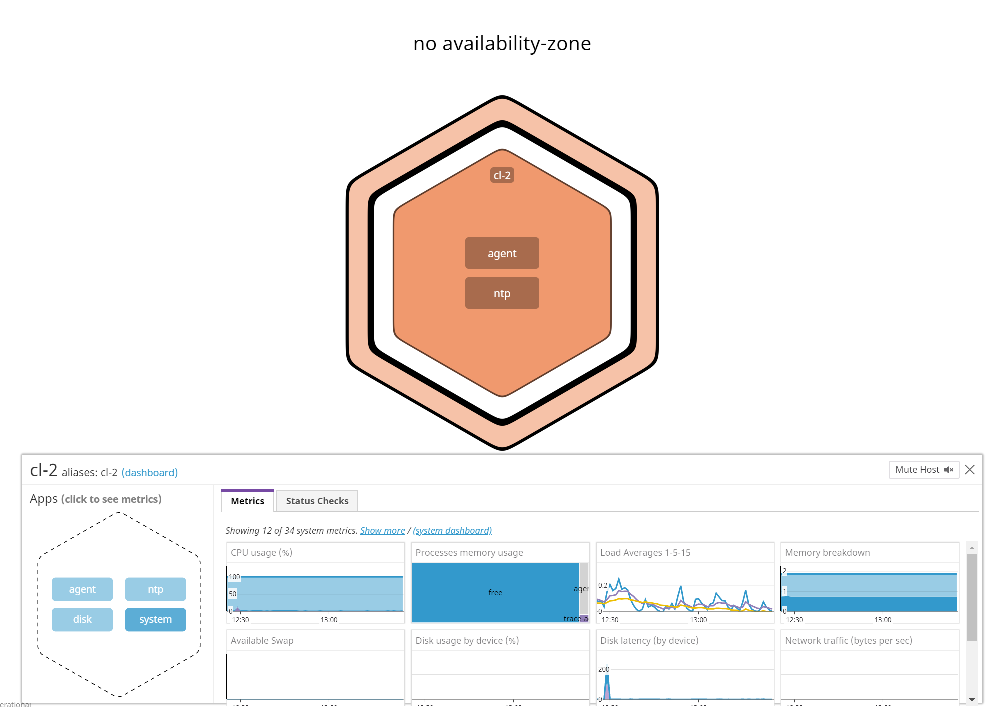 no availability-zone
cl-2
agent
ntp
cl-2 aliases: cl-2 (dashboard)
Mute Host
Apps (click to see metrics)
agent
ntp
disk
system
Metrics
Status Checks
Showing 12 of 34 system metrics. Show more / (system dashboard)
CPU usage (%)
100
50
0
12:30
13:00
Processes memory usage
free
agen
trace-a
Load Averages 1-5-15
0.2
0
12:30
13:00
Memory breakdown
2
1
0
12:30
13:00
Available Swap
Disk usage by device (%)
Disk latency (by device)
200
0
Network traffic (bytes per sec)
erational